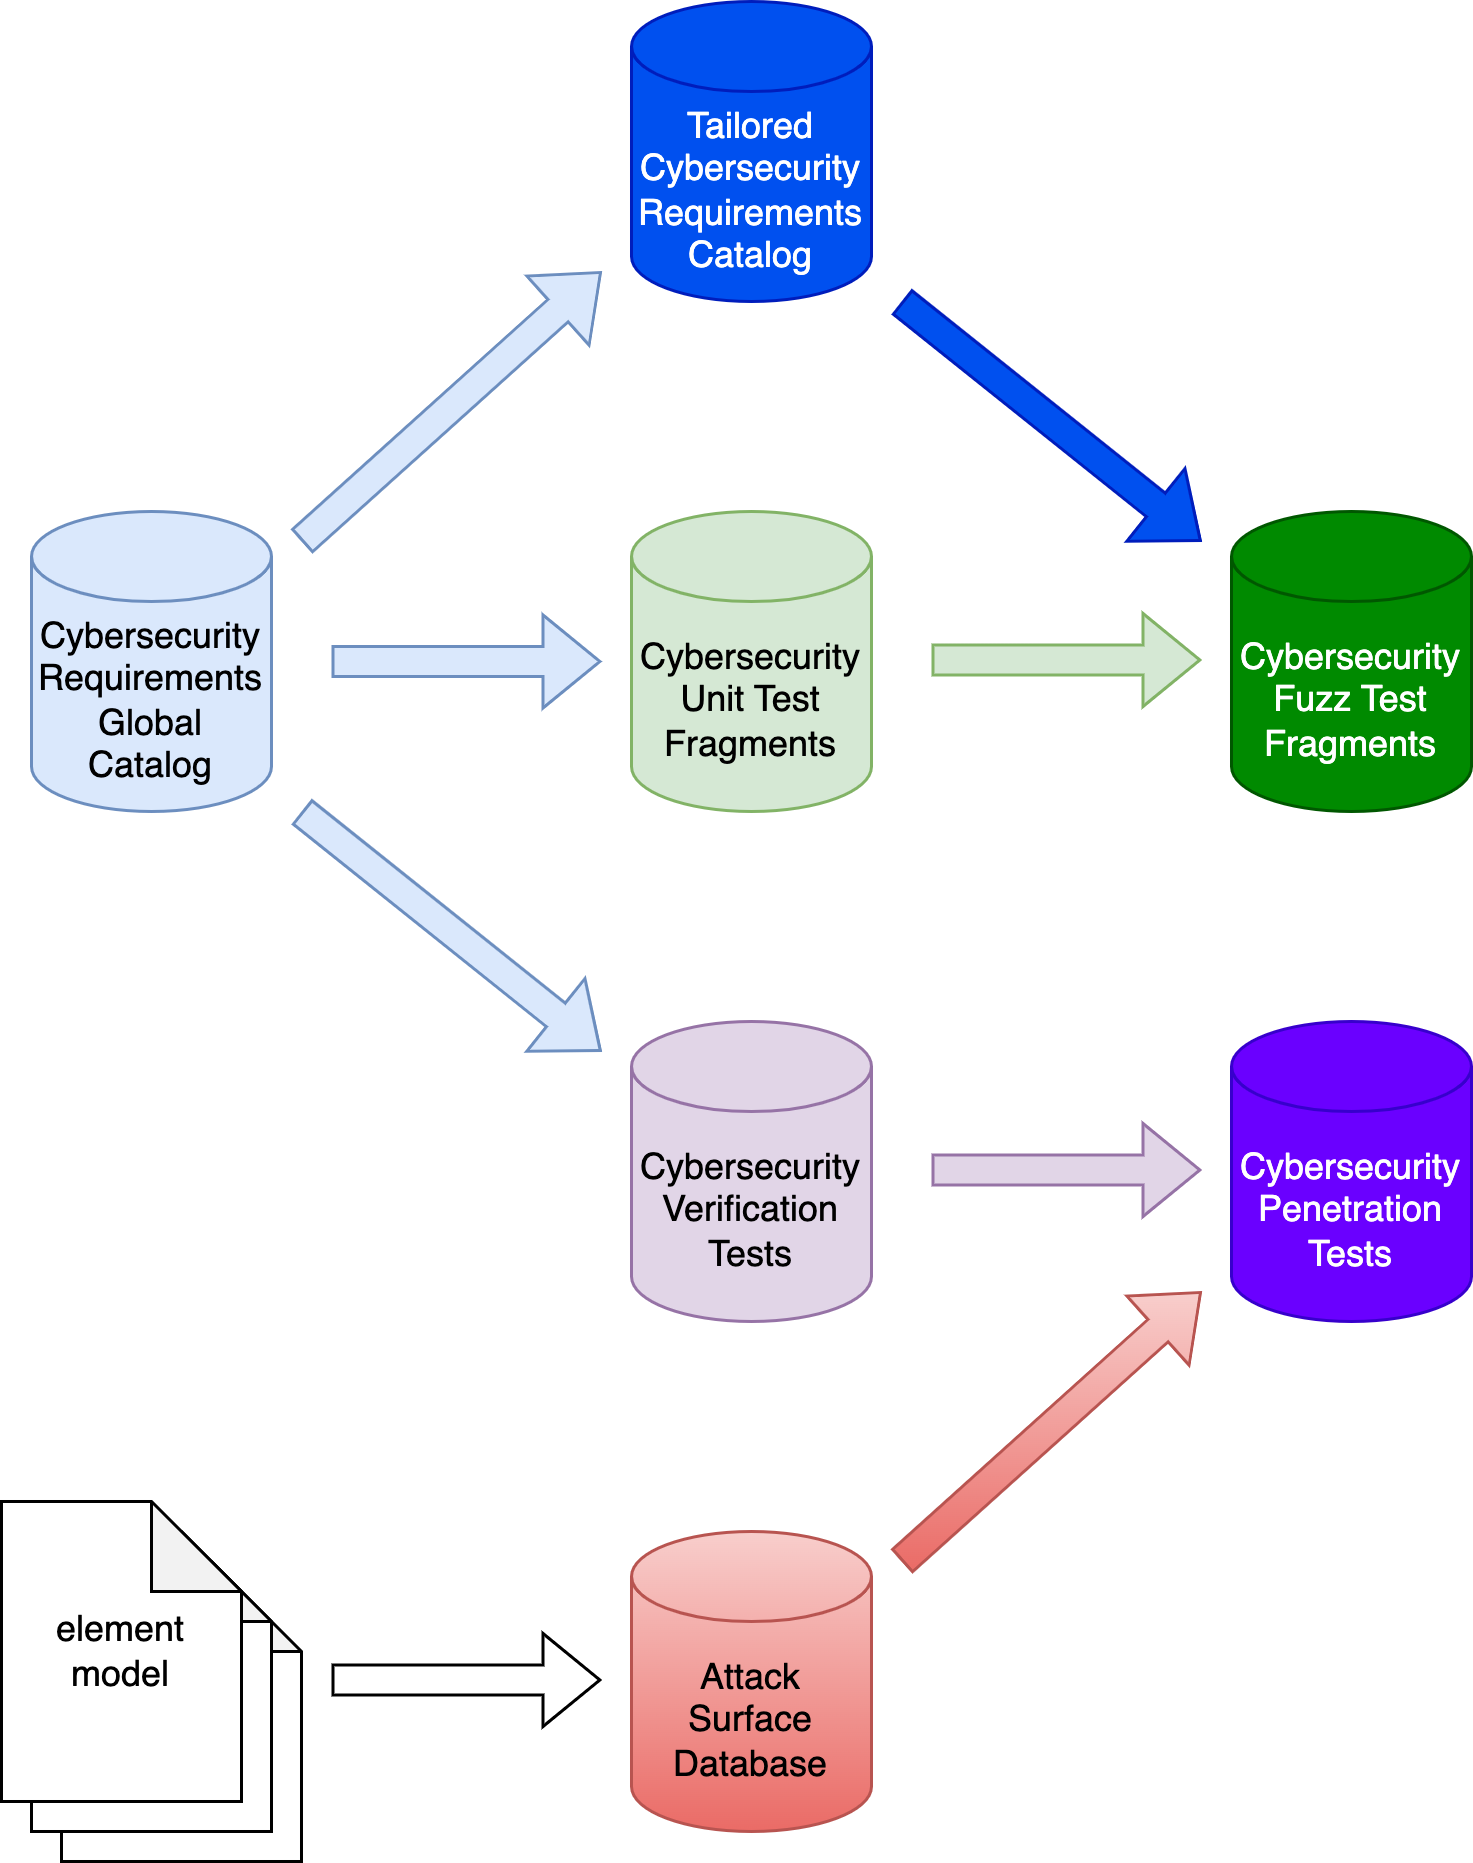 Tailored
Cybersecurity
Requirements
Catalog
Cybersecurity
Requirements
Global
Catalog
Cybersecurity
Unit Test
Fragments
Cybersecurity
Fuzz Test
Fragments
Cybersecurity
Verification
Tests
Cybersecurity
Penetration
Tests
element
model
Attack
Surface
Database